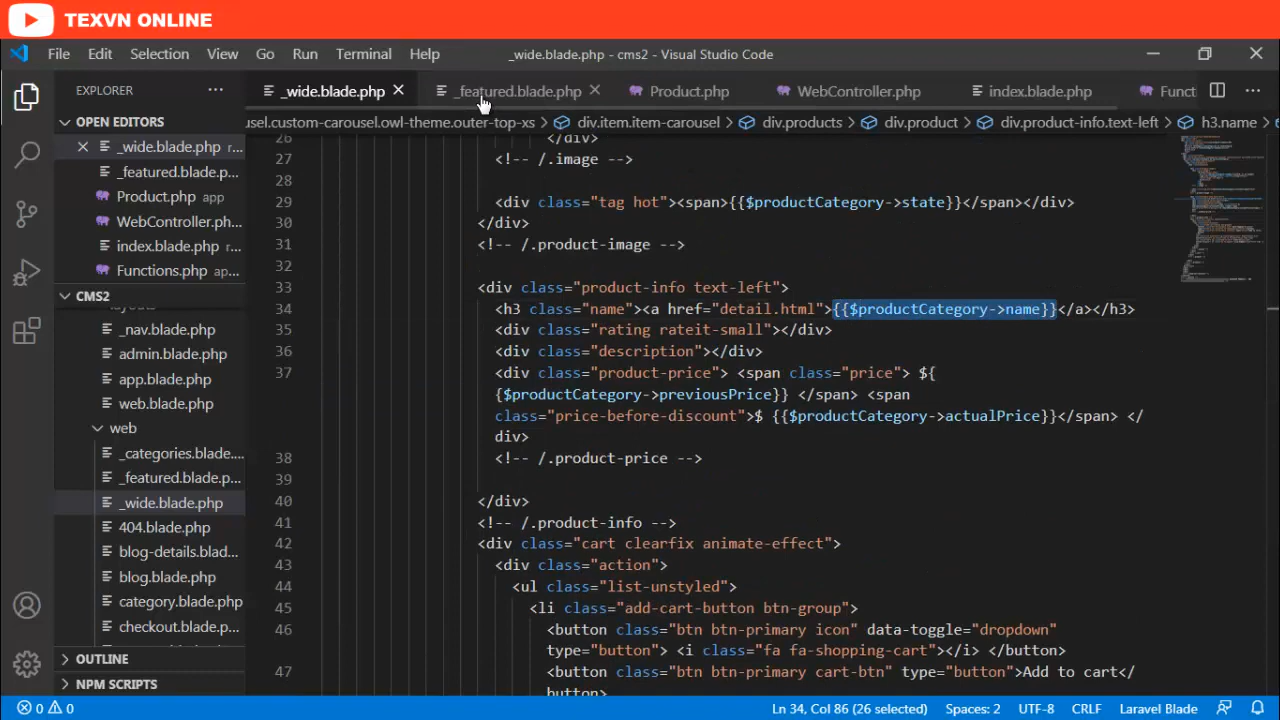 TEXVN ONLINE
File Edit Selection View Go Run Terminal Help _wide.blade.php - cms2 - Visual Studio Code
EXPLORER
_wide.blade.php _featured.blade.php Product.php WebController.php index.blade.php Funct
OPEN EDITORS
usel.custom-carousel.owl-theme.outer-top-xs > div.item.item-carousel > div.products > div.product > div.product-info.text-left > h3.name >
_wide.blade.php r...
_featured.blade.p...
Product.php app
WebController.ph...
index.blade.php r...
Functions.php
CMS2
_nav.blade.php
admin.blade.php
app.blade.php
web.blade.php
web
_categories.blade....
_featured.blade.p...
_wide.blade.php
404.blade.php
blog-details.blad...
blog.blade.php
category.blade.php
checkout.blade.p...
OUTLINE
NPM SCRIPTS
26 </div>
27 <!-- /.image -->
28
29 <div class="tag hot"><span>{{$productCategory->state}}</span></div>
30 </div>
31 <!-- /.product-image -->
32
33 <div class="product-info text-left">
34 <h3 class="name"><a href="detail.html">{{$productCategory->name}}</a></h3>
35 <div class="rating rateit-small"></div>
36 <div class="description"></div>
37 <div class="product-price"> <span class="price"> ${
{$productCategory->previousPrice}} </span> <span
class="price-before-discount">$ {{$productCategory->actualPrice}}</span> </
div>
38 <!-- /.product-price -->
39
40 </div>
41 <!-- /.product-info -->
42 <div class="cart clearfix animate-effect">
43 <div class="action">
44 <ul class="list-unstyled">
45 <li class="add-cart-button btn-group">
46 <button class="btn btn-primary icon" data-toggle="dropdown"
type="button"> <i class="fa fa-shopping-cart"></i> </button>
47 <button class="btn btn-primary cart-btn" type="button">Add to cart</
button>
0 0 Ln 34, Col 86 (26 selected) Spaces: 2 UTF-8 CRLF Laravel Blade